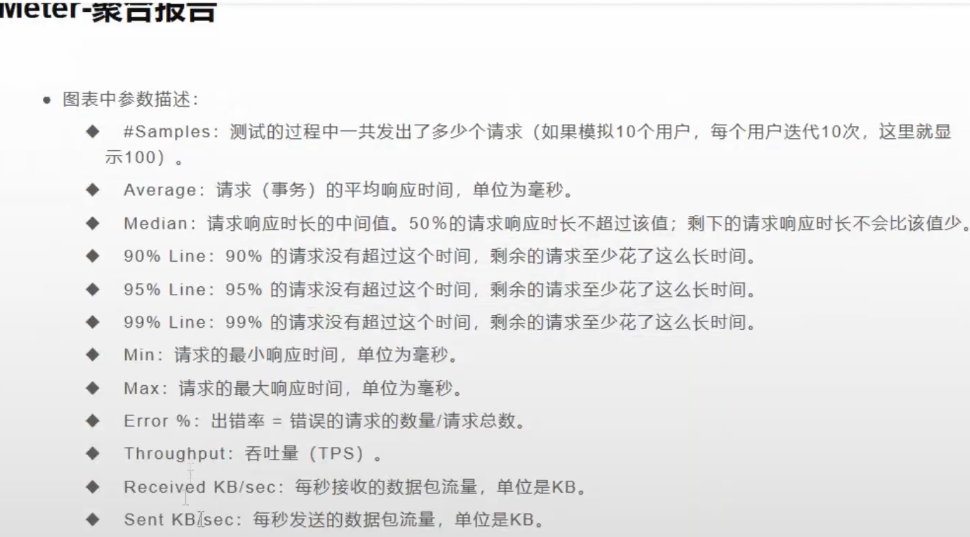 Meter-聚合报告
图表中参数描述：
#Samples：测试的过程中一共发出了多少个请求（如果模拟10个用户，每个用户迭代10次，这里就显
示100）。
Average：请求（事务）的平均响应时间，单位为毫秒。
Median：请求响应时长的中间值。50%的请求响应时长不超过该值；剩下的请求响应时长不会比该值少。
90% Line：90% 的请求没有超过这个时间，剩余的请求至少花了这么长时间。
95% Line：95% 的请求没有超过这个时间，剩余的请求至少花了这么长时间。
99% Line：99% 的请求没有超过这个时间，剩余的请求至少花了这么长时间。
Min：请求的最小响应时间，单位为毫秒。
Max：请求的最大响应时间，单位为毫秒。
Error %：出错率 = 错误的请求的数量/请求总数。
Throughput：吞吐量（TPS）。
Received KB/sec：每秒接收的数据包流量，单位是KB。
Sent KB/sec：每秒发送的数据包流量，单位是KB。